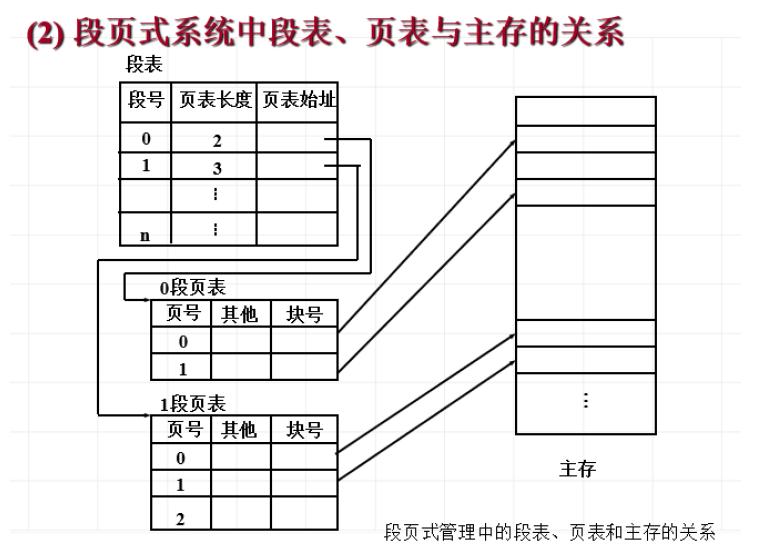 (2) 段页式系统中段表、页表与主存的关系
段表
段号 页表长度 页表始址
0 2
1 3
⋮
n ⋮
0段页表
页号 其他 块号
0
1
1段页表
页号 其他 块号
0
1
2
⋮
主存
段页式管理中的段表、页表和主存的关系